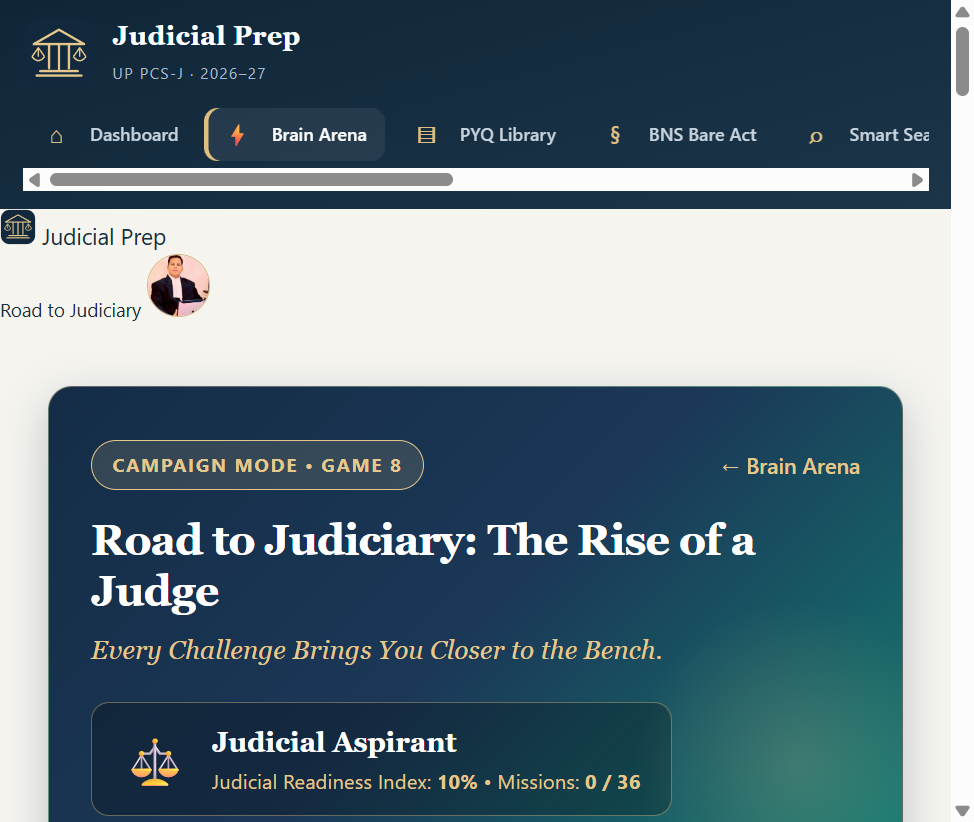 Judicial Prep
UP PCS-J · 2026–27
Dashboard
Brain Arena
PYQ Library
§ BNS Bare Act
Smart Sea
Judicial Prep
Road to Judiciary
CAMPAIGN MODE • GAME 8
← Brain Arena
Road to Judiciary: The Rise of a
Judge
Every Challenge Brings You Closer to the Bench.
Judicial Aspirant
Judicial Readiness Index: 10% • Missions: 0 / 36